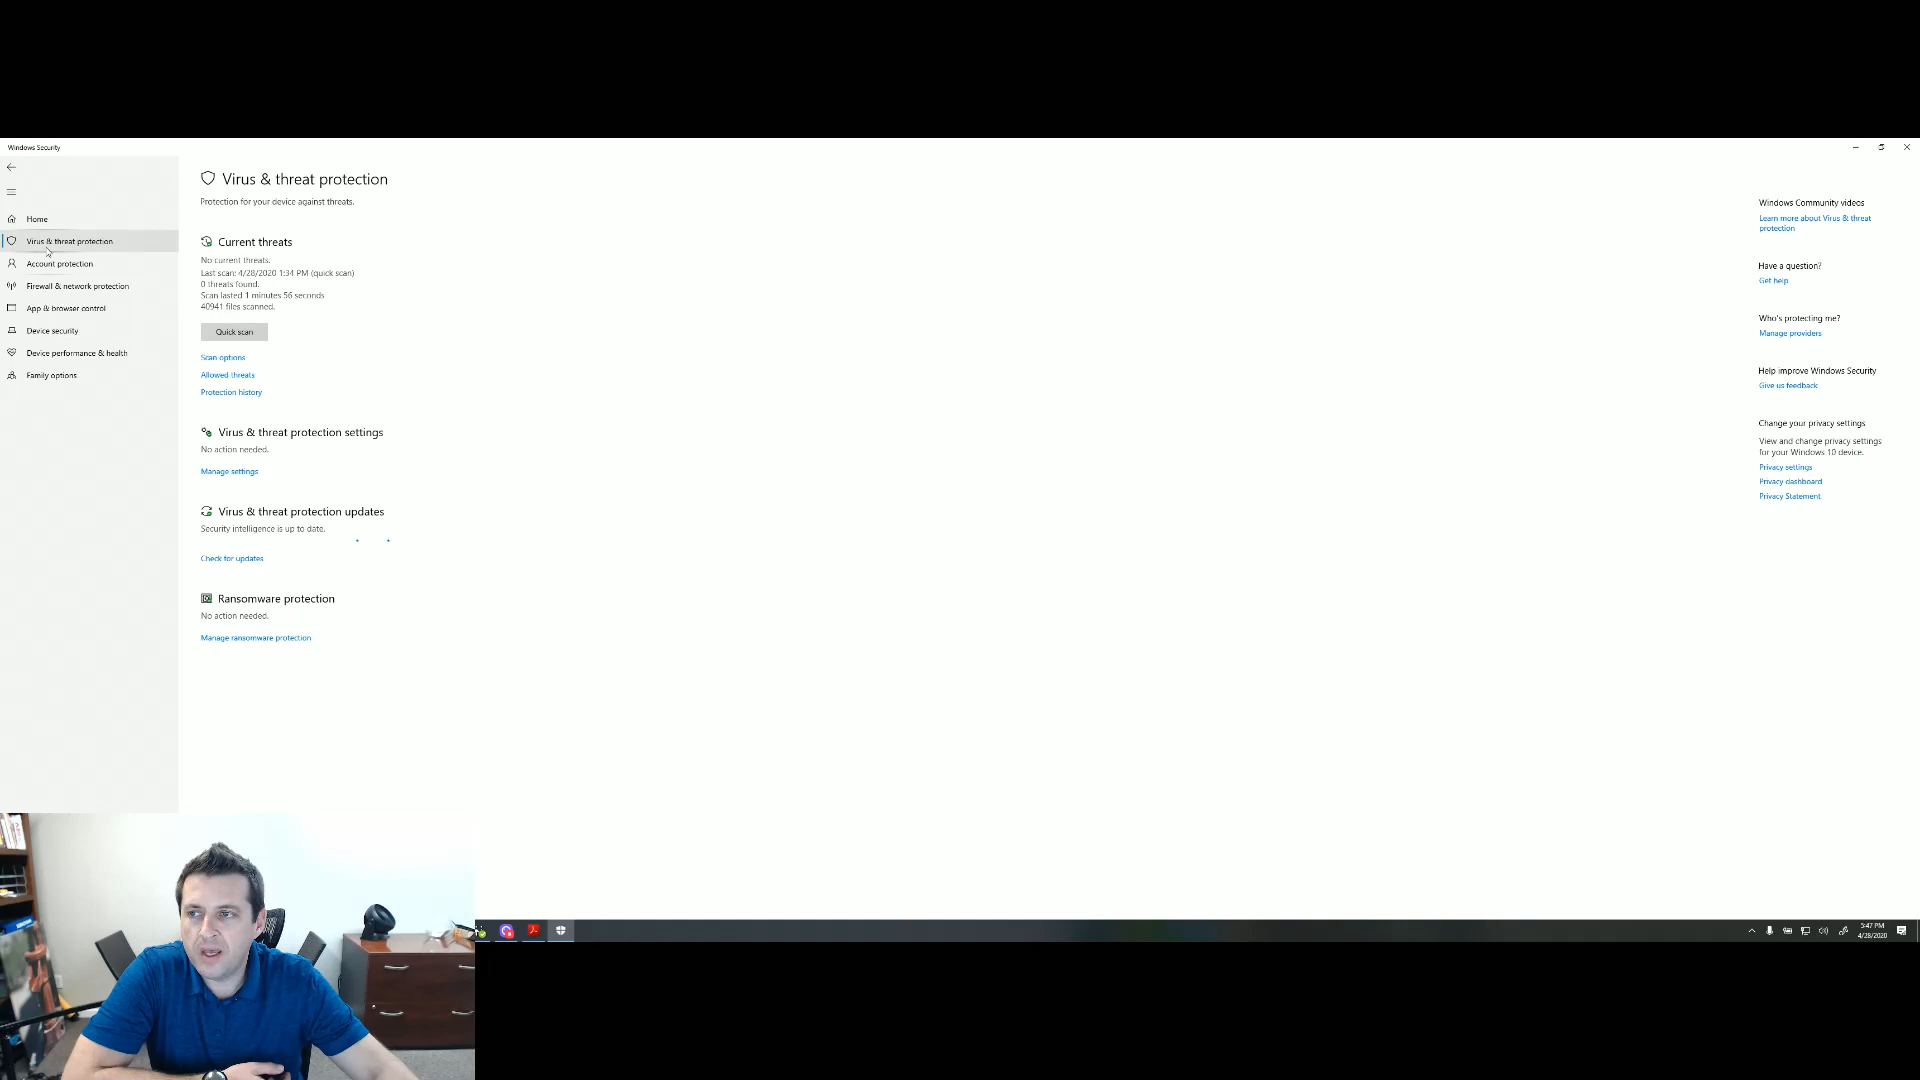 Windows Security
Home
Virus & threat protection
Account protection
Firewall & network protection
App & browser control
Device security
Device performance & health
Family options
Virus & threat protection
Protection for your device against threats.
Current threats
No current threats.
Last scan: 4/28/2020 1:34 PM (quick scan)
0 threats found.
Scan lasted 1 minutes 56 seconds
40941 files scanned.
Quick scan
Scan options
Allowed threats
Protection history
Virus & threat protection settings
No action needed.
Manage settings
Virus & threat protection updates
Security intelligence is up to date.
Check for updates
Ransomware protection
No action needed.
Manage ransomware protection
Windows Community videos
Learn more about Virus & threat
protection
Have a question?
Get help
Who's protecting me?
Manage providers
Help improve Windows Security
Give us feedback
Change your privacy settings
View and change privacy settings
for your Windows 10 device.
Privacy settings
Privacy dashboard
Privacy Statement
5:47 PM
4/28/2020